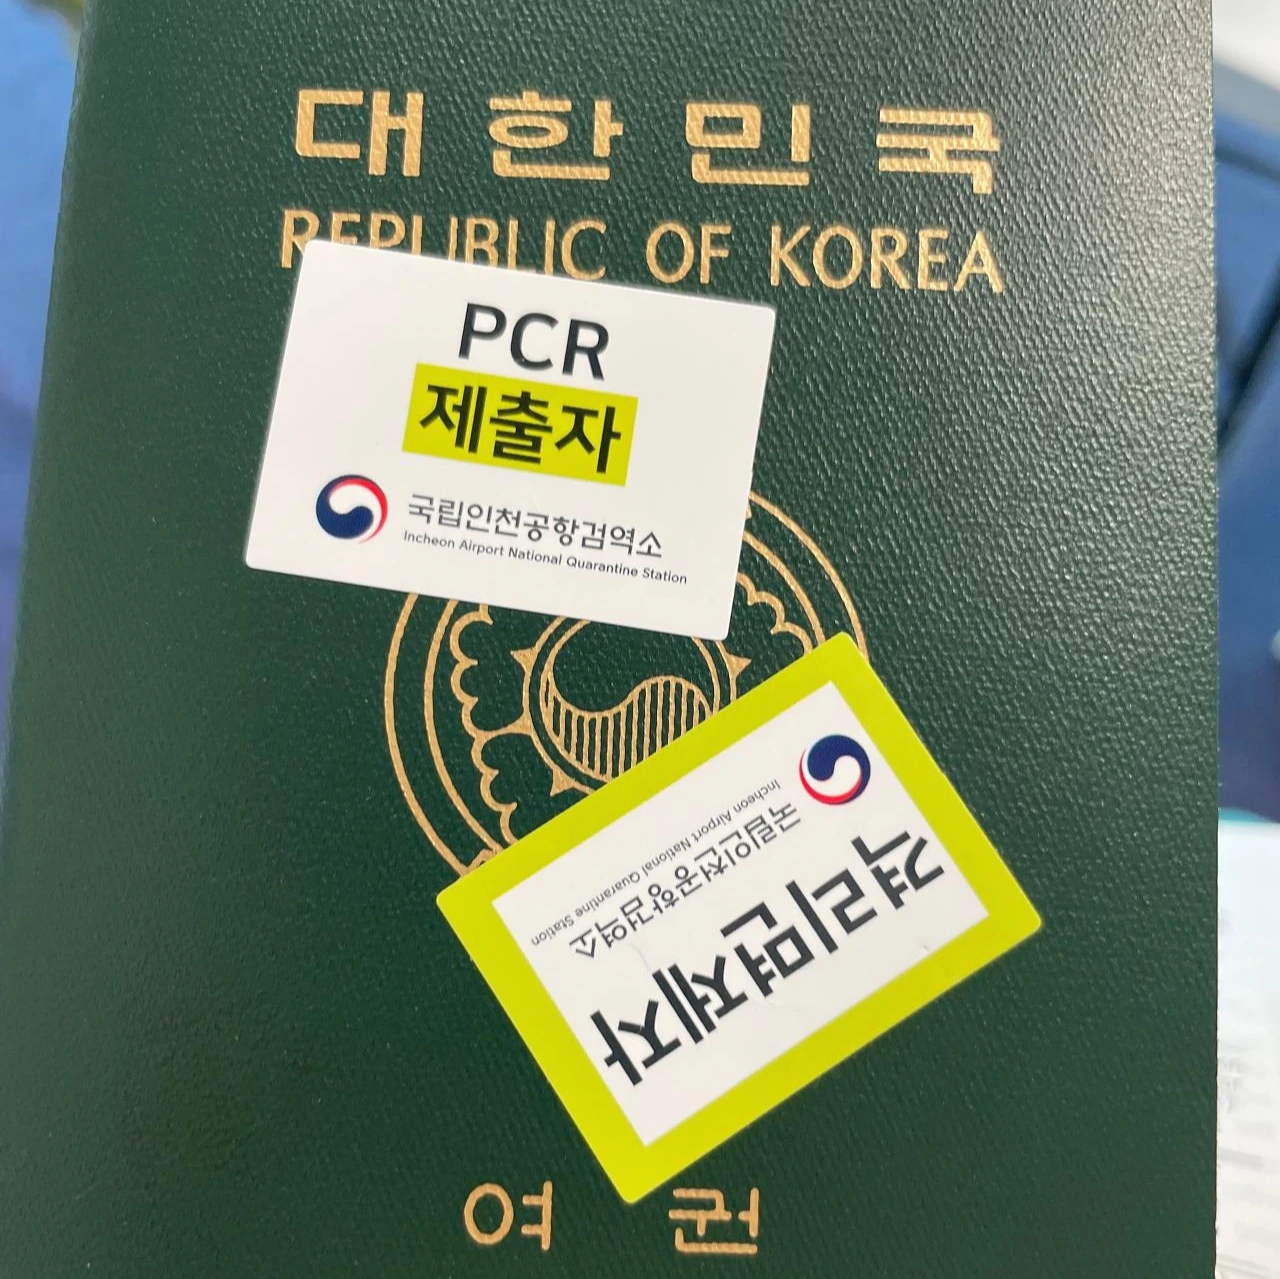 대한민국
REPUBLIC OF KOREA
PCR
제출자
국립인천공항검역소
Incheon Airport National Quarantine Station
격리면제자
국립인천공항검역소
Incheon Airport National Quarantine Station
여권